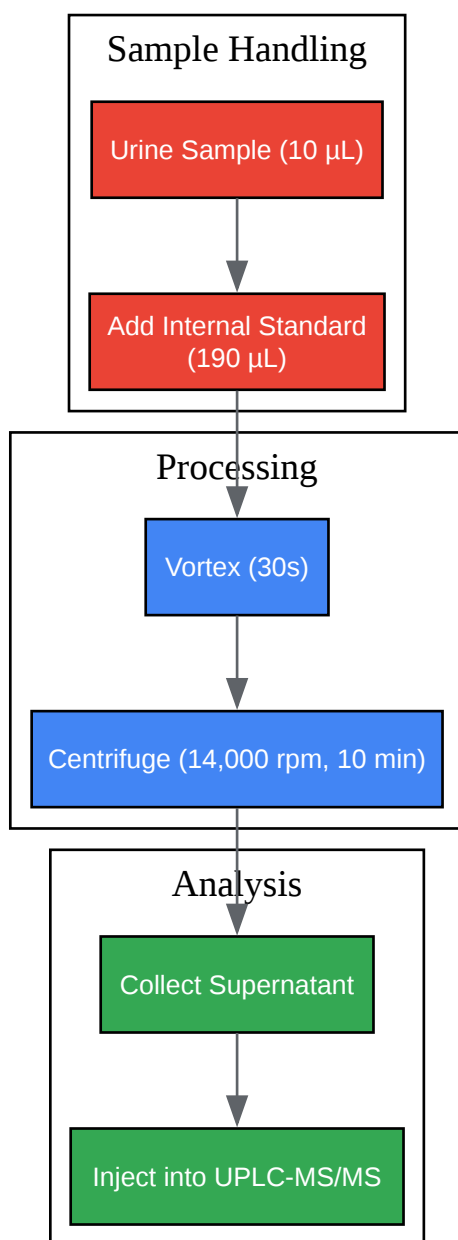 Sample Handling
Urine Sample (10 µL)
Add Internal Standard
(190 µL)
Processing
Vortex (30s)
Centrifuge (14,000 rpm, 10 min)
Analysis
Collect Supernatant
Inject into UPLC-MS/MS